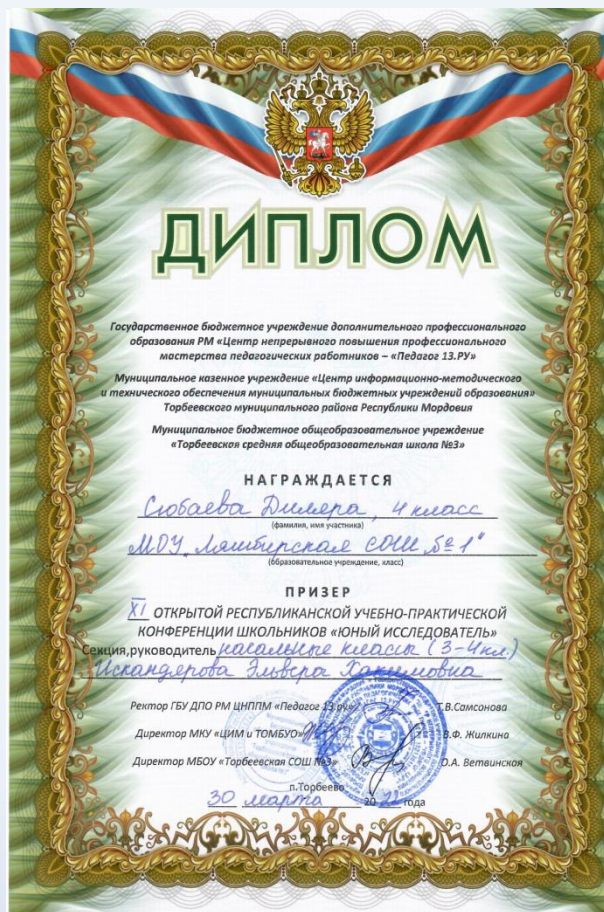 ДИПЛОМ
Государственное бюджетное учреждение дополнительного профессионального
образования РМ «Центр непрерывного повышения профессионального
мастерства педагогических работников – «Педагог 13.РУ»
Муниципальное казенное учреждение «Центр информационно-методического
и технического обеспечения муниципальных бюджетных учреждений образования»
Торбеевского муниципального района Республики Мордовия
Муниципальное бюджетное общеобразовательное учреждение
«Торбеевская средняя общеобразовательная школа №3»
НАГРАЖДАЕТСЯ
Сюбаева Диляра, 4 класс
(фамилия, имя участника)
МОУ „Лямбирская СОШ №1"
(образовательное учреждение, класс)
ПРИЗЕР
XI ОТКРЫТОЙ РЕСПУБЛИКАНСКОЙ УЧЕБНО-ПРАКТИЧЕСКОЙ
КОНФЕРЕНЦИИ ШКОЛЬНИКОВ «ЮНЫЙ ИССЛЕДОВАТЕЛЬ»
Секция,руководитель начальные классы (3-4кл.)
Искандярова Эльвера Хакимовна
Ректор ГБУ ДПО РМ ЦНППМ «Педагог 13.ру» Т.В.Самсонова
Директор МКУ «ЦИМ и ТОМБУО» В.Ф. Жилкина
Директор МБОУ «Торбеевская СОШ №3» О.А. Ветвинская
п.Торбеево
30 марта 2022 года